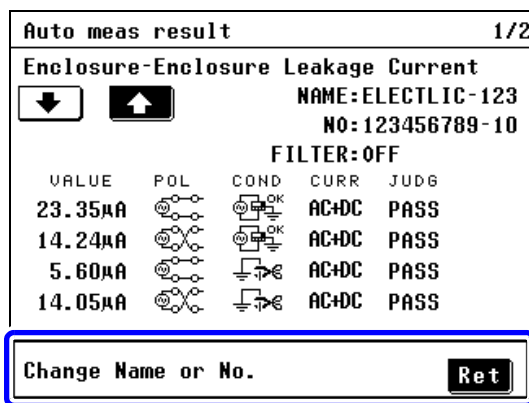 Auto meas result 1/2
Enclosure-Enclosure Leakage Current
NAME:ELECTLIC-123
NO:123456789-10
FILTER:OFF
VALUE POL COND CURR JUDG
23.35µA OK AC+DC PASS
14.24µA OK AC+DC PASS
5.60µA AC+DC PASS
14.05µA AC+DC PASS
Change Name or No. Ret